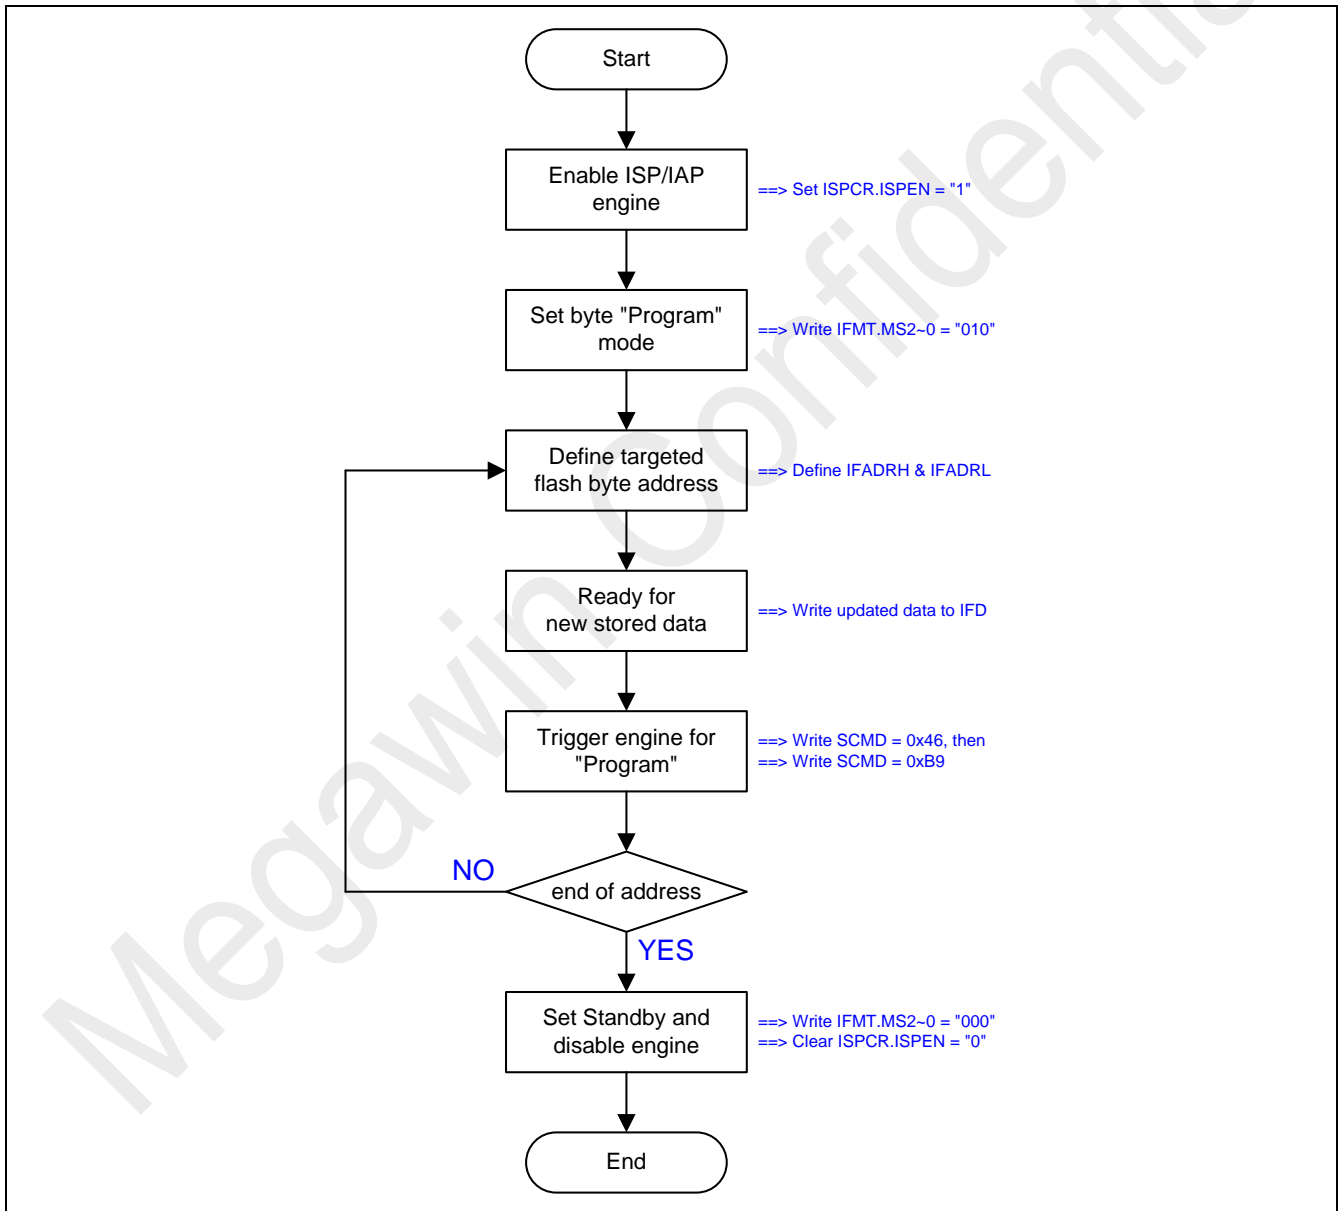 Start
Enable ISP/IAP
engine
==> Set ISPCR.ISPEN = "1"
Set byte "Program"
mode
==> Write IFMT.MS2~0 = "010"
Define targeted
flash byte address
==> Define IFADRH & IFADRL
Ready for
new stored data
==> Write updated data to IFD
Trigger engine for
"Program"
==> Write SCMD = 0x46, then
==> Write SCMD = 0xB9
NO
end of address
YES
Set Standby and
disable engine
==> Write IFMT.MS2~0 = "000"
==> Clear ISPCR.ISPEN = "0"
End
Megawin Confidential